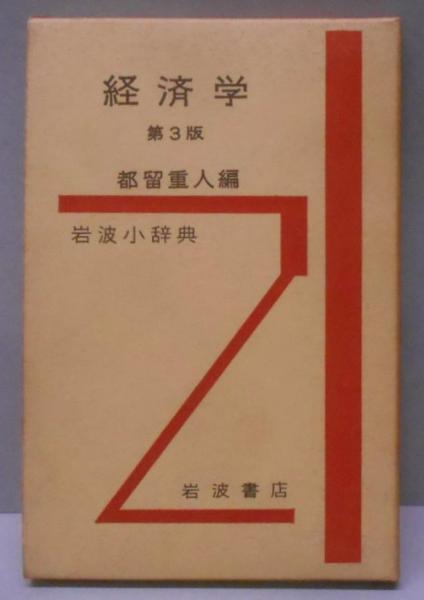 経済学
第3版
都留重人編
岩波小辞典
岩波書店